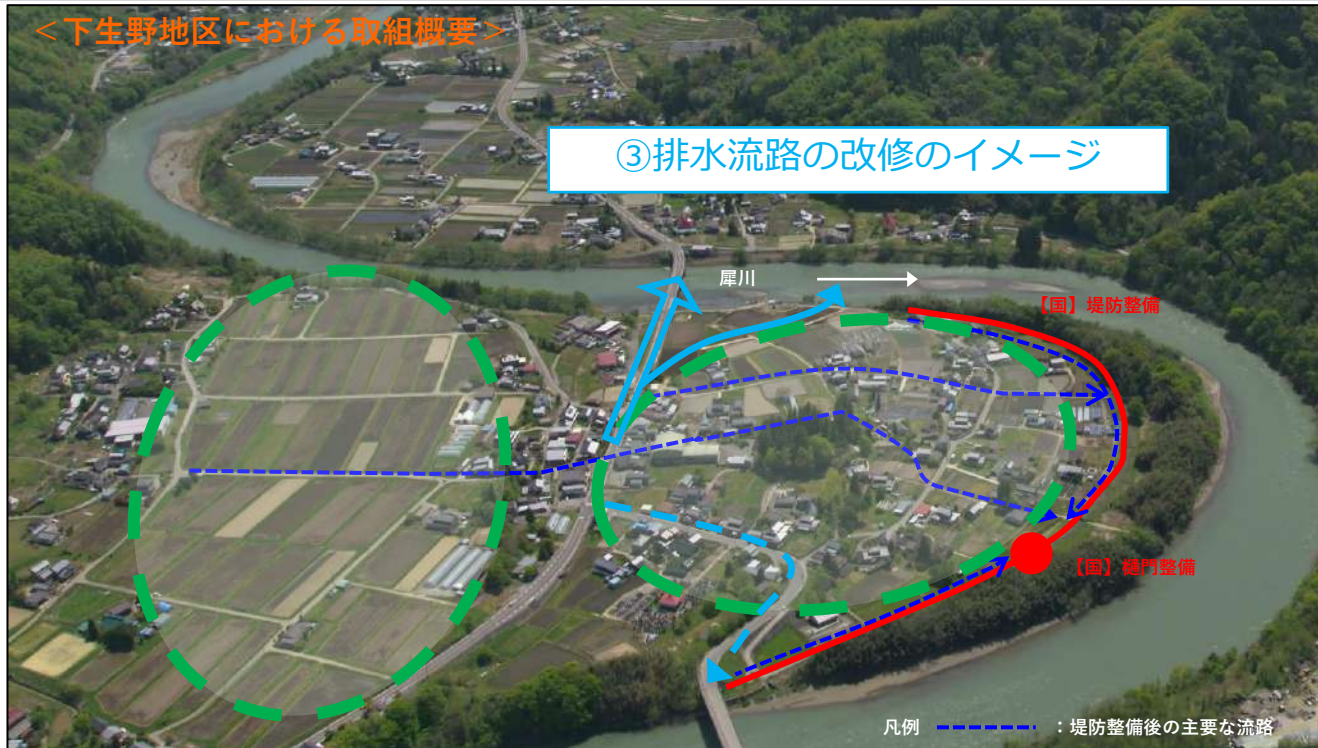 ＜下生野地区における取組概要＞
③排水流路の改修のイメージ
犀川
【国】堤防整備
【国】樋門整備
凡例 ：堤防整備後の主要な流路